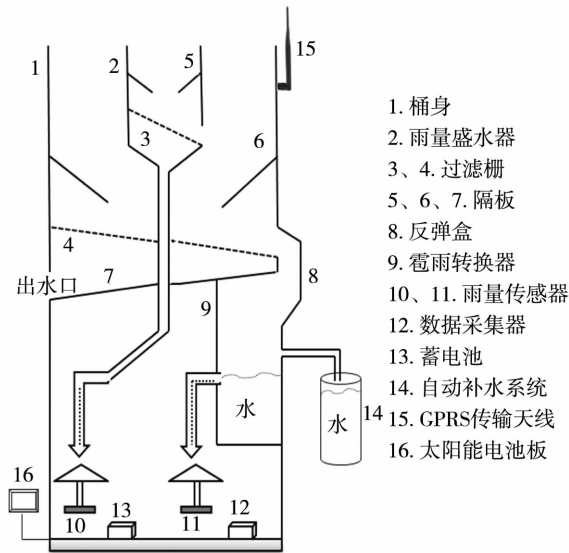 15
1
2
5
3
6
4
7
出水口
8
9
水
水
14
16
10
13
11
12
1. 桶身
2. 雨量盛水器
3、4. 过滤栅
5、6、7. 隔板
8. 反弹盒
9. 雹雨转换器
10、11. 雨量传感器
12. 数据采集器
13. 蓄电池
14. 自动补水系统
15. GPRS传输天线
16. 太阳能电池板